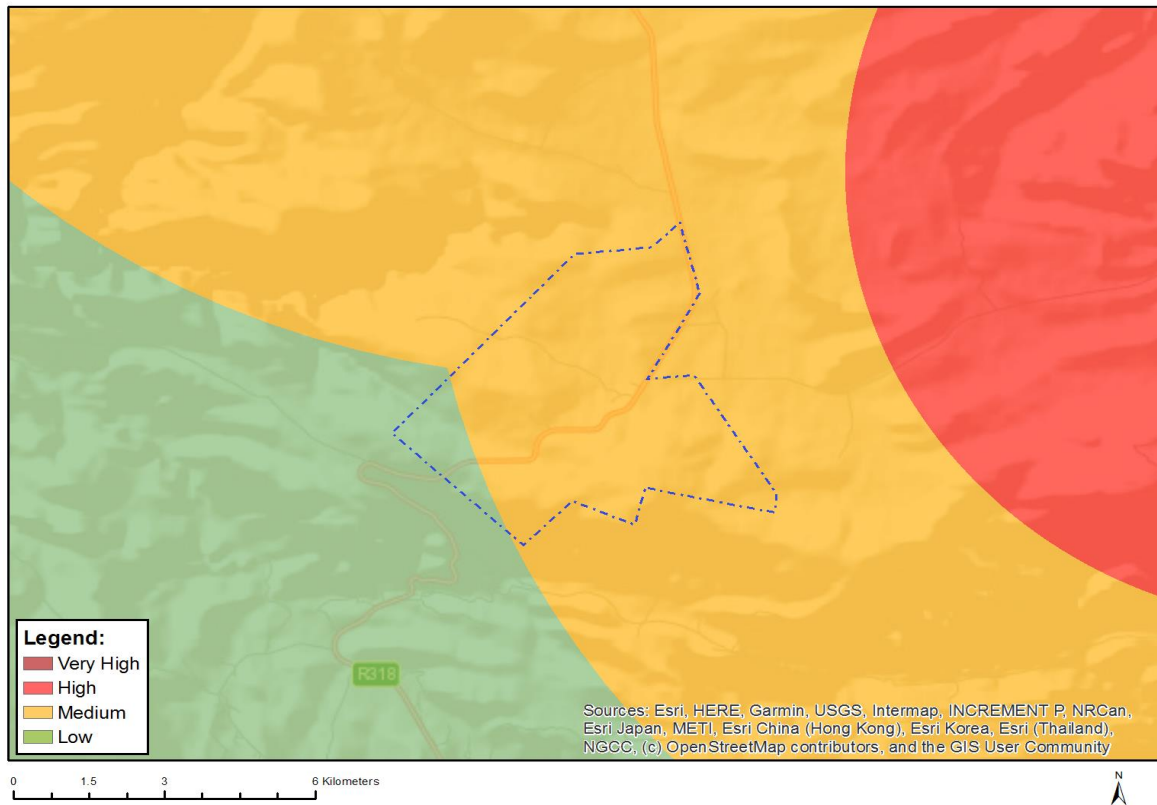 R318
Legend:
Very High
High
Medium
Low
Sources: Esri, HERE, Garmin, USGS, Intermap, INCREMENT P, NRCan,
Esri Japan, METI, Esri China (Hong Kong), Esri Korea, Esri (Thailand),
NGCC, (c) OpenStreetMap contributors, and the GIS User Community
0 1.5 3 6 Kilometers
N